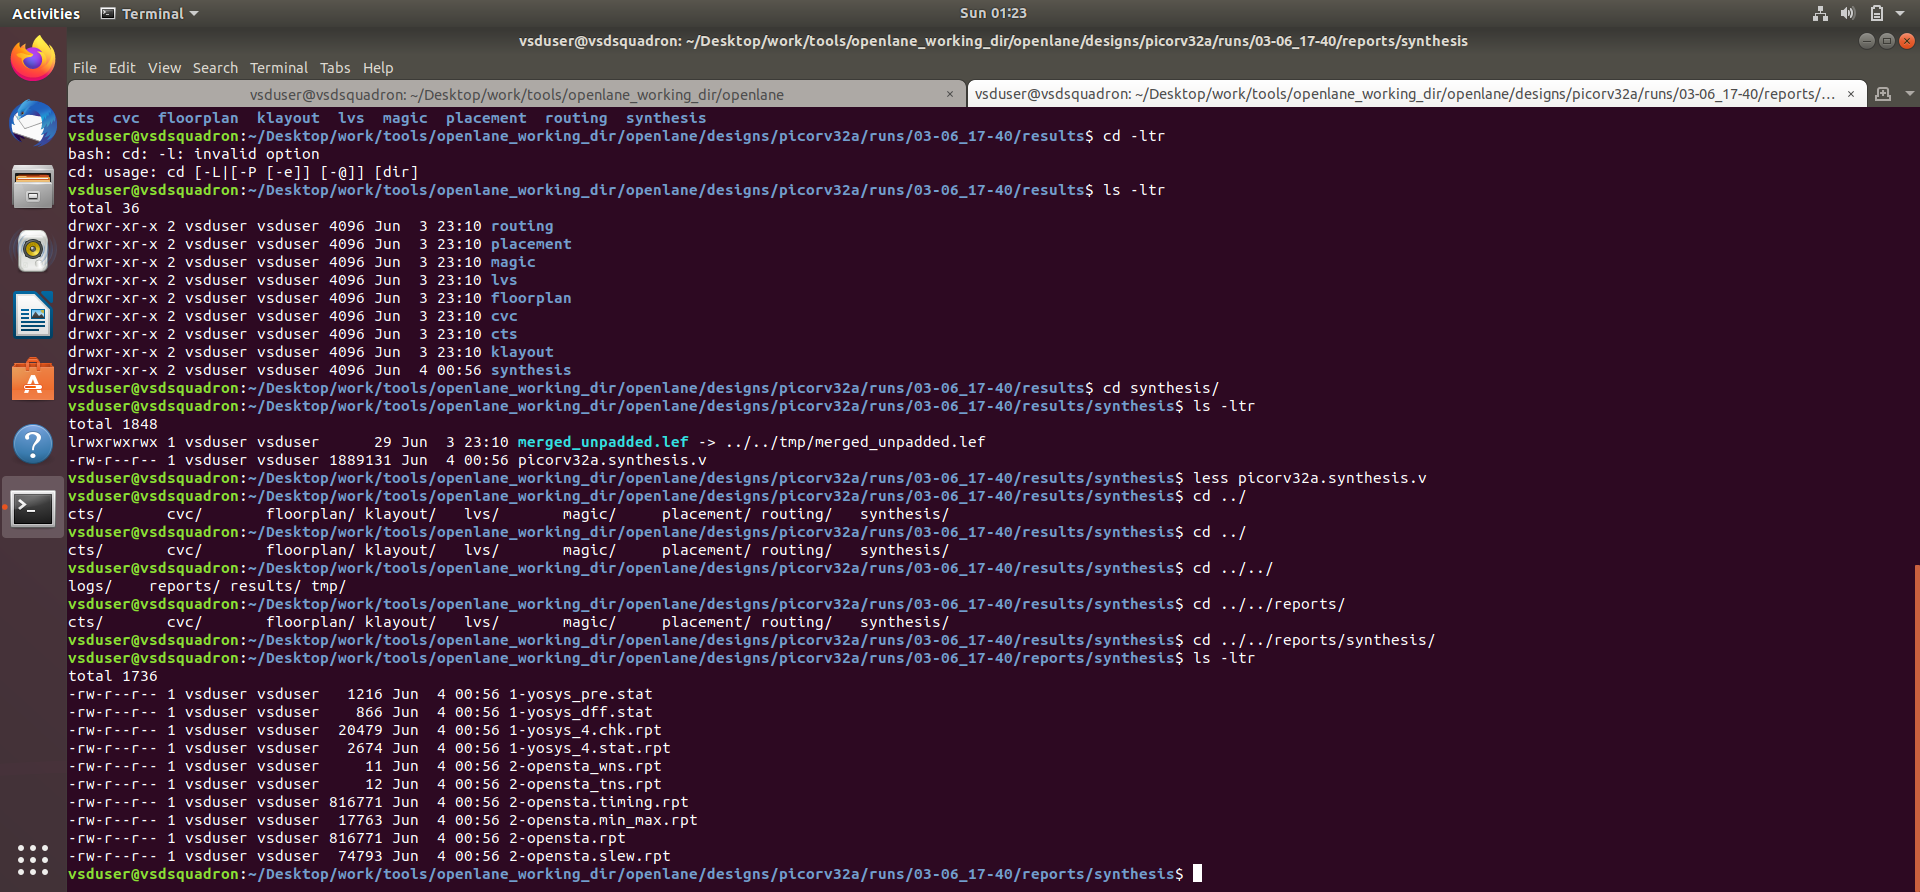 Activities Terminal Sun 01:23
vsduser@vsdsquadron: ~/Desktop/work/tools/openlane_working_dir/openlane/designs/picorv32a/runs/03-06_17-40/reports/synthesis
File Edit View Search Terminal Tabs Help
vsduser@vsdsquadron: ~/Desktop/work/tools/openlane_working_dir/openlane × vsduser@vsdsquadron: ~/Desktop/work/tools/openlane_working_dir/openlane/designs/picorv32a/runs/03-06_17-40/reports/... ×
cts cvc floorplan klayout lvs magic placement routing synthesis
vsduser@vsdsquadron:~/Desktop/work/tools/openlane_working_dir/openlane/designs/picorv32a/runs/03-06_17-40/results$ cd -ltr
bash: cd: -l: invalid option
cd: usage: cd [-L|[-P [-e]] [-@]] [dir]
vsduser@vsdsquadron:~/Desktop/work/tools/openlane_working_dir/openlane/designs/picorv32a/runs/03-06_17-40/results$ ls -ltr
total 36
drwxr-xr-x 2 vsduser vsduser 4096 Jun  3 23:10 routing
drwxr-xr-x 2 vsduser vsduser 4096 Jun  3 23:10 placement
drwxr-xr-x 2 vsduser vsduser 4096 Jun  3 23:10 magic
drwxr-xr-x 2 vsduser vsduser 4096 Jun  3 23:10 lvs
drwxr-xr-x 2 vsduser vsduser 4096 Jun  3 23:10 floorplan
drwxr-xr-x 2 vsduser vsduser 4096 Jun  3 23:10 cvc
drwxr-xr-x 2 vsduser vsduser 4096 Jun  3 23:10 cts
drwxr-xr-x 2 vsduser vsduser 4096 Jun  3 23:10 klayout
drwxr-xr-x 2 vsduser vsduser 4096 Jun  4 00:56 synthesis
vsduser@vsdsquadron:~/Desktop/work/tools/openlane_working_dir/openlane/designs/picorv32a/runs/03-06_17-40/results$ cd synthesis/
vsduser@vsdsquadron:~/Desktop/work/tools/openlane_working_dir/openlane/designs/picorv32a/runs/03-06_17-40/results/synthesis$ ls -ltr
total 1848
lrwxrwxrwx 1 vsduser vsduser      29 Jun  3 23:10 merged_unpadded.lef -> ../../tmp/merged_unpadded.lef
-rw-r--r-- 1 vsduser vsduser 1889131 Jun  4 00:56 picorv32a.synthesis.v
vsduser@vsdsquadron:~/Desktop/work/tools/openlane_working_dir/openlane/designs/picorv32a/runs/03-06_17-40/results/synthesis$ less picorv32a.synthesis.v
vsduser@vsdsquadron:~/Desktop/work/tools/openlane_working_dir/openlane/designs/picorv32a/runs/03-06_17-40/results/synthesis$ cd ../
cts/ cvc/ floorplan/ klayout/ lvs/ magic/ placement/ routing/ synthesis/
vsduser@vsdsquadron:~/Desktop/work/tools/openlane_working_dir/openlane/designs/picorv32a/runs/03-06_17-40/results/synthesis$ cd ../
cts/ cvc/ floorplan/ klayout/ lvs/ magic/ placement/ routing/ synthesis/
vsduser@vsdsquadron:~/Desktop/work/tools/openlane_working_dir/openlane/designs/picorv32a/runs/03-06_17-40/results/synthesis$ cd ../../
logs/ reports/ results/ tmp/
vsduser@vsdsquadron:~/Desktop/work/tools/openlane_working_dir/openlane/designs/picorv32a/runs/03-06_17-40/results/synthesis$ cd ../../reports/
cts/ cvc/ floorplan/ klayout/ lvs/ magic/ placement/ routing/ synthesis/
vsduser@vsdsquadron:~/Desktop/work/tools/openlane_working_dir/openlane/designs/picorv32a/runs/03-06_17-40/results/synthesis$ cd ../../reports/synthesis/
vsduser@vsdsquadron:~/Desktop/work/tools/openlane_working_dir/openlane/designs/picorv32a/runs/03-06_17-40/reports/synthesis$ ls -ltr
total 1736
-rw-r--r-- 1 vsduser vsduser   1216 Jun  4 00:56 1-yosys_pre.stat
-rw-r--r-- 1 vsduser vsduser    866 Jun  4 00:56 1-yosys_dff.stat
-rw-r--r-- 1 vsduser vsduser  20479 Jun  4 00:56 1-yosys_4.chk.rpt
-rw-r--r-- 1 vsduser vsduser   2674 Jun  4 00:56 1-yosys_4.stat.rpt
-rw-r--r-- 1 vsduser vsduser     11 Jun  4 00:56 2-opensta_wns.rpt
-rw-r--r-- 1 vsduser vsduser     12 Jun  4 00:56 2-opensta_tns.rpt
-rw-r--r-- 1 vsduser vsduser 816771 Jun  4 00:56 2-opensta.timing.rpt
-rw-r--r-- 1 vsduser vsduser  17763 Jun  4 00:56 2-opensta.min_max.rpt
-rw-r--r-- 1 vsduser vsduser 816771 Jun  4 00:56 2-opensta.rpt
-rw-r--r-- 1 vsduser vsduser  74793 Jun  4 00:56 2-opensta.slew.rpt
vsduser@vsdsquadron:~/Desktop/work/tools/openlane_working_dir/openlane/designs/picorv32a/runs/03-06_17-40/reports/synthesis$